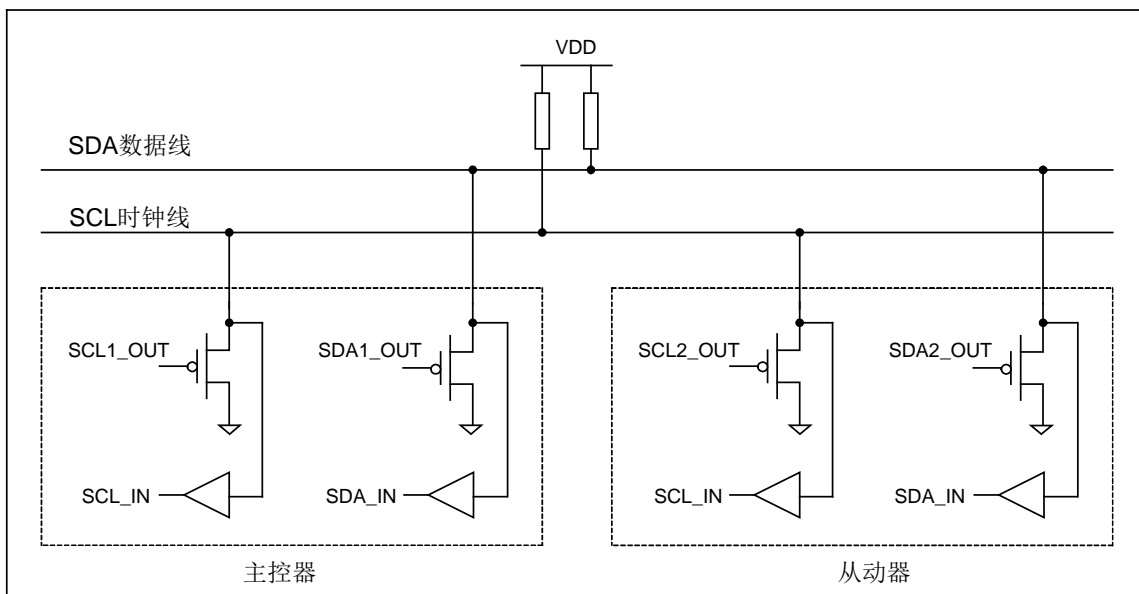 VDD
SDA数据线
SCL时钟线
SCL1_OUT
SDA1_OUT
SCL2_OUT
SDA2_OUT
SCL_IN
SDA_IN
SCL_IN
SDA_IN
主控器
从动器